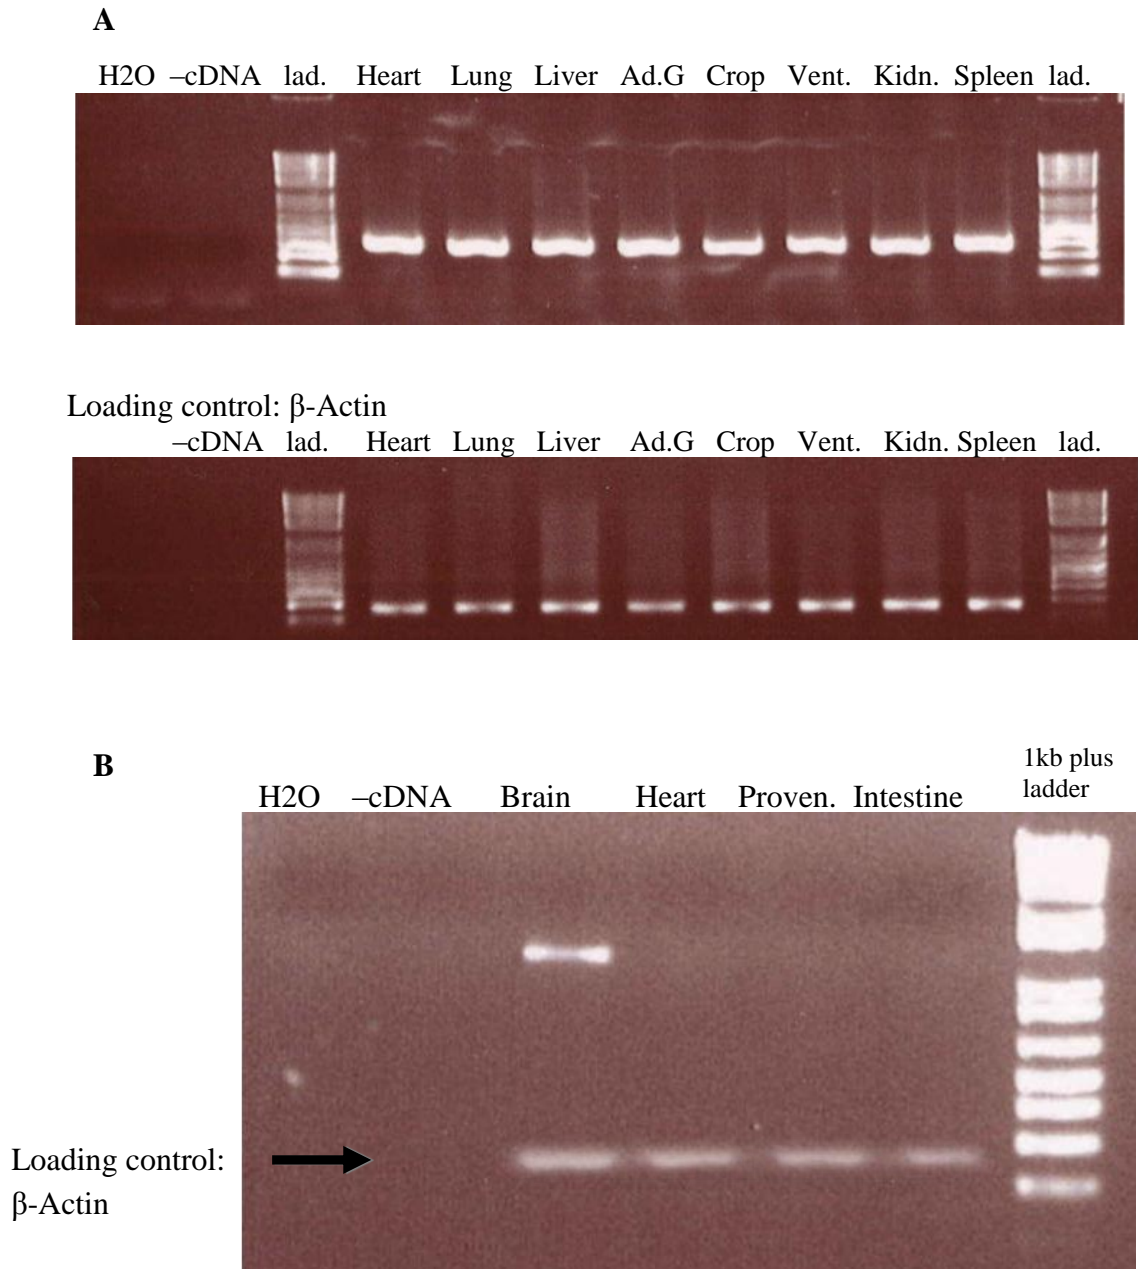 A
H2O –cDNA lad. Heart Lung Liver Ad.G Crop Vent. Kidn. Spleen lad.
Loading control: β-Actin
–cDNA lad. Heart Lung Liver Ad.G Crop Vent. Kidn. Spleen lad.
B
1kb plus
ladder
H2O –cDNA Brain Heart Proven. Intestine
Loading control:
β-Actin